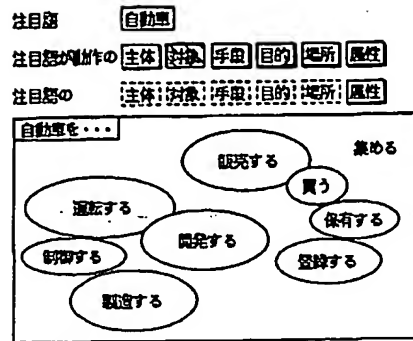 注目語 自動車
注目語が動作の 主体 対象 手段 目的 場所 属性
注目語の 主体 対象 手段 目的 場所 属性
自動車を・・・
販売する
集める
買う
運転する
保有する
開発する
制御する
登録する
製造する